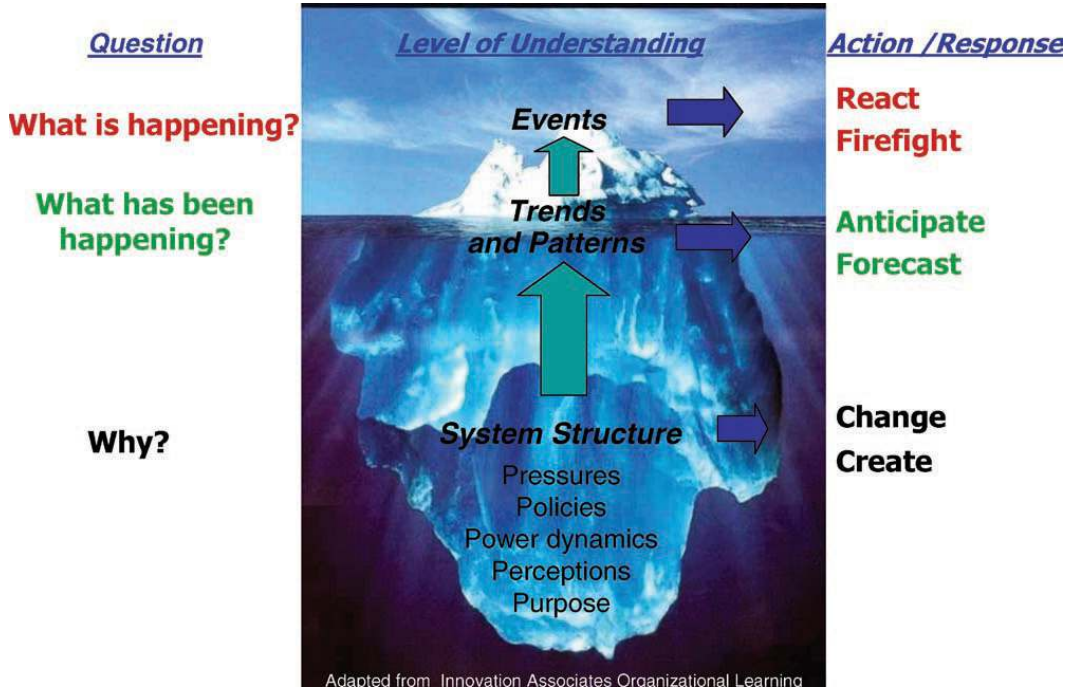 Question
Level of Understanding
Action /Response
What is happening?
Events
React
Firefight
What has been
happening?
Trends
and Patterns
Anticipate
Forecast
Why?
System Structure
Pressures
Policies
Power dynamics
Perceptions
Purpose
Change
Create
Adapted from Innovation Associates Organizational Learning